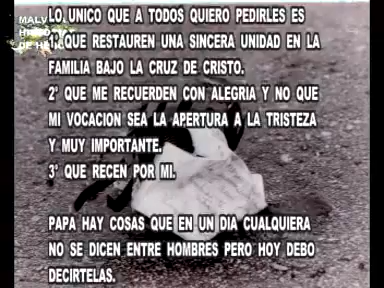 LO UNICO QUE A TODOS QUIERO PEDIRLES ES
1° QUE RESTAUREN UNA SINCERA UNIDAD EN LA
FAMILIA BAJO LA CRUZ DE CRISTO.
2° QUE ME RECUERDEN CON ALEGRIA Y NO QUE
MI VOCACION SEA LA APERTURA A LA TRISTEZA
Y MUY IMPORTANTE.
3° QUE RECEN POR MI.
PAPA HAY COSAS QUE EN UN DIA CUALQUIERA
NO SE DICEN ENTRE HOMBRES PERO HOY DEBO
DECIRTELAS.